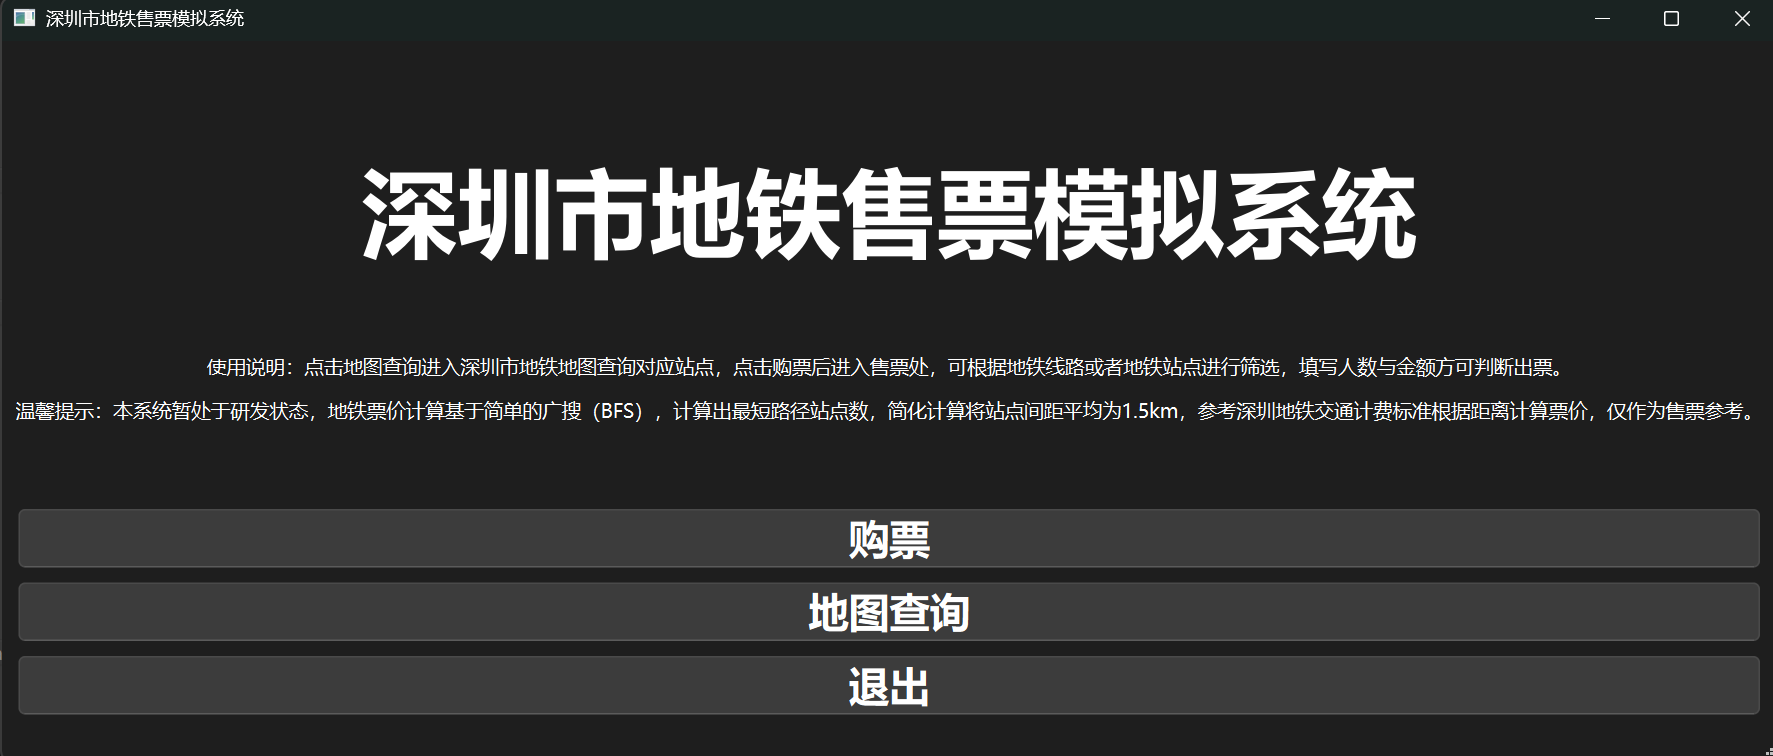 深圳市地铁售票模拟系统
深圳市地铁售票模拟系统
使用说明：点击地图查询进入深圳市地铁地图查询对应站点，点击购票后进入售票处，可根据地铁线路或者地铁站点进行筛选，填写人数与金额方可判断出票。
温馨提示：本系统暂处于研发状态，地铁票价计算基于简单的广搜（BFS），计算出最短路径站点数，简化计算将站点间距平均为1.5km，参考深圳地铁交通计费标准根据距离计算票价，仅作为售票参考。
购票
地图查询
退出